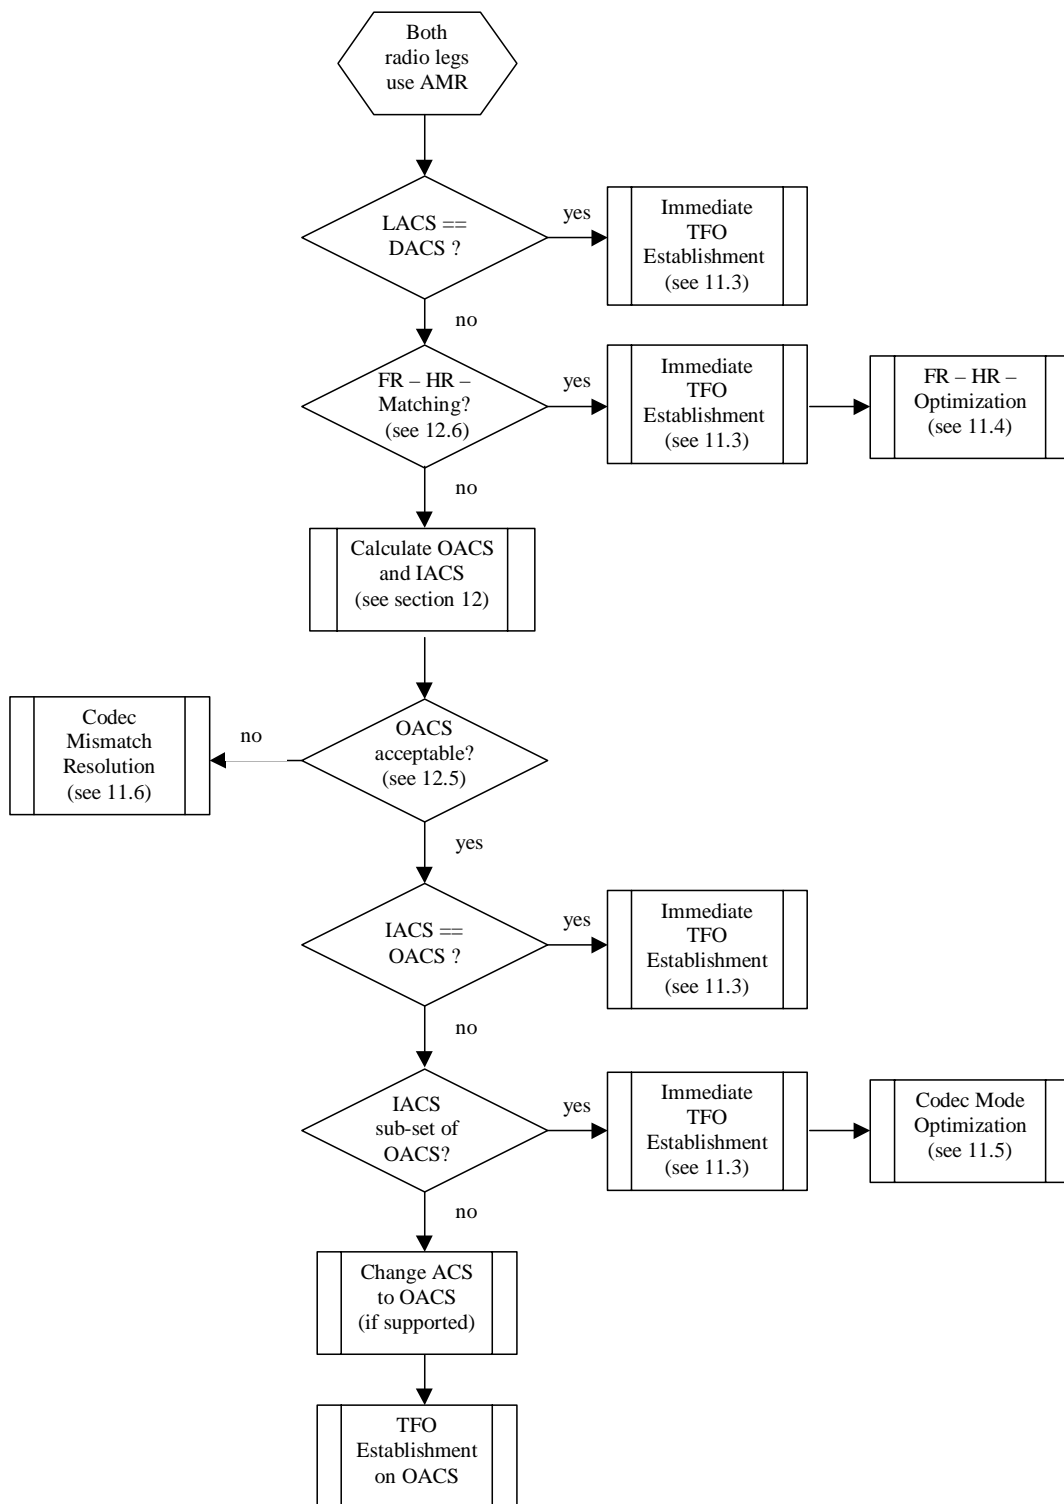 Both
radio legs
use AMR
LACS ==
DACS ?
yes
Immediate
TFO
Establishment
(see 11.3)
no
FR – HR –
Matching?
(see 12.6)
yes
Immediate
TFO
Establishment
(see 11.3)
FR – HR –
Optimization
(see 11.4)
no
Calculate OACS
and IACS
(see section 12)
OACS
acceptable?
(see 12.5)
no
Codec
Mismatch
Resolution
(see 11.6)
yes
IACS ==
OACS ?
yes
Immediate
TFO
Establishment
(see 11.3)
no
IACS
sub-set of
OACS?
yes
Immediate
TFO
Establishment
(see 11.3)
Codec Mode
Optimization
(see 11.5)
no
Change ACS
to OACS
(if supported)
TFO
Establishment
on OACS